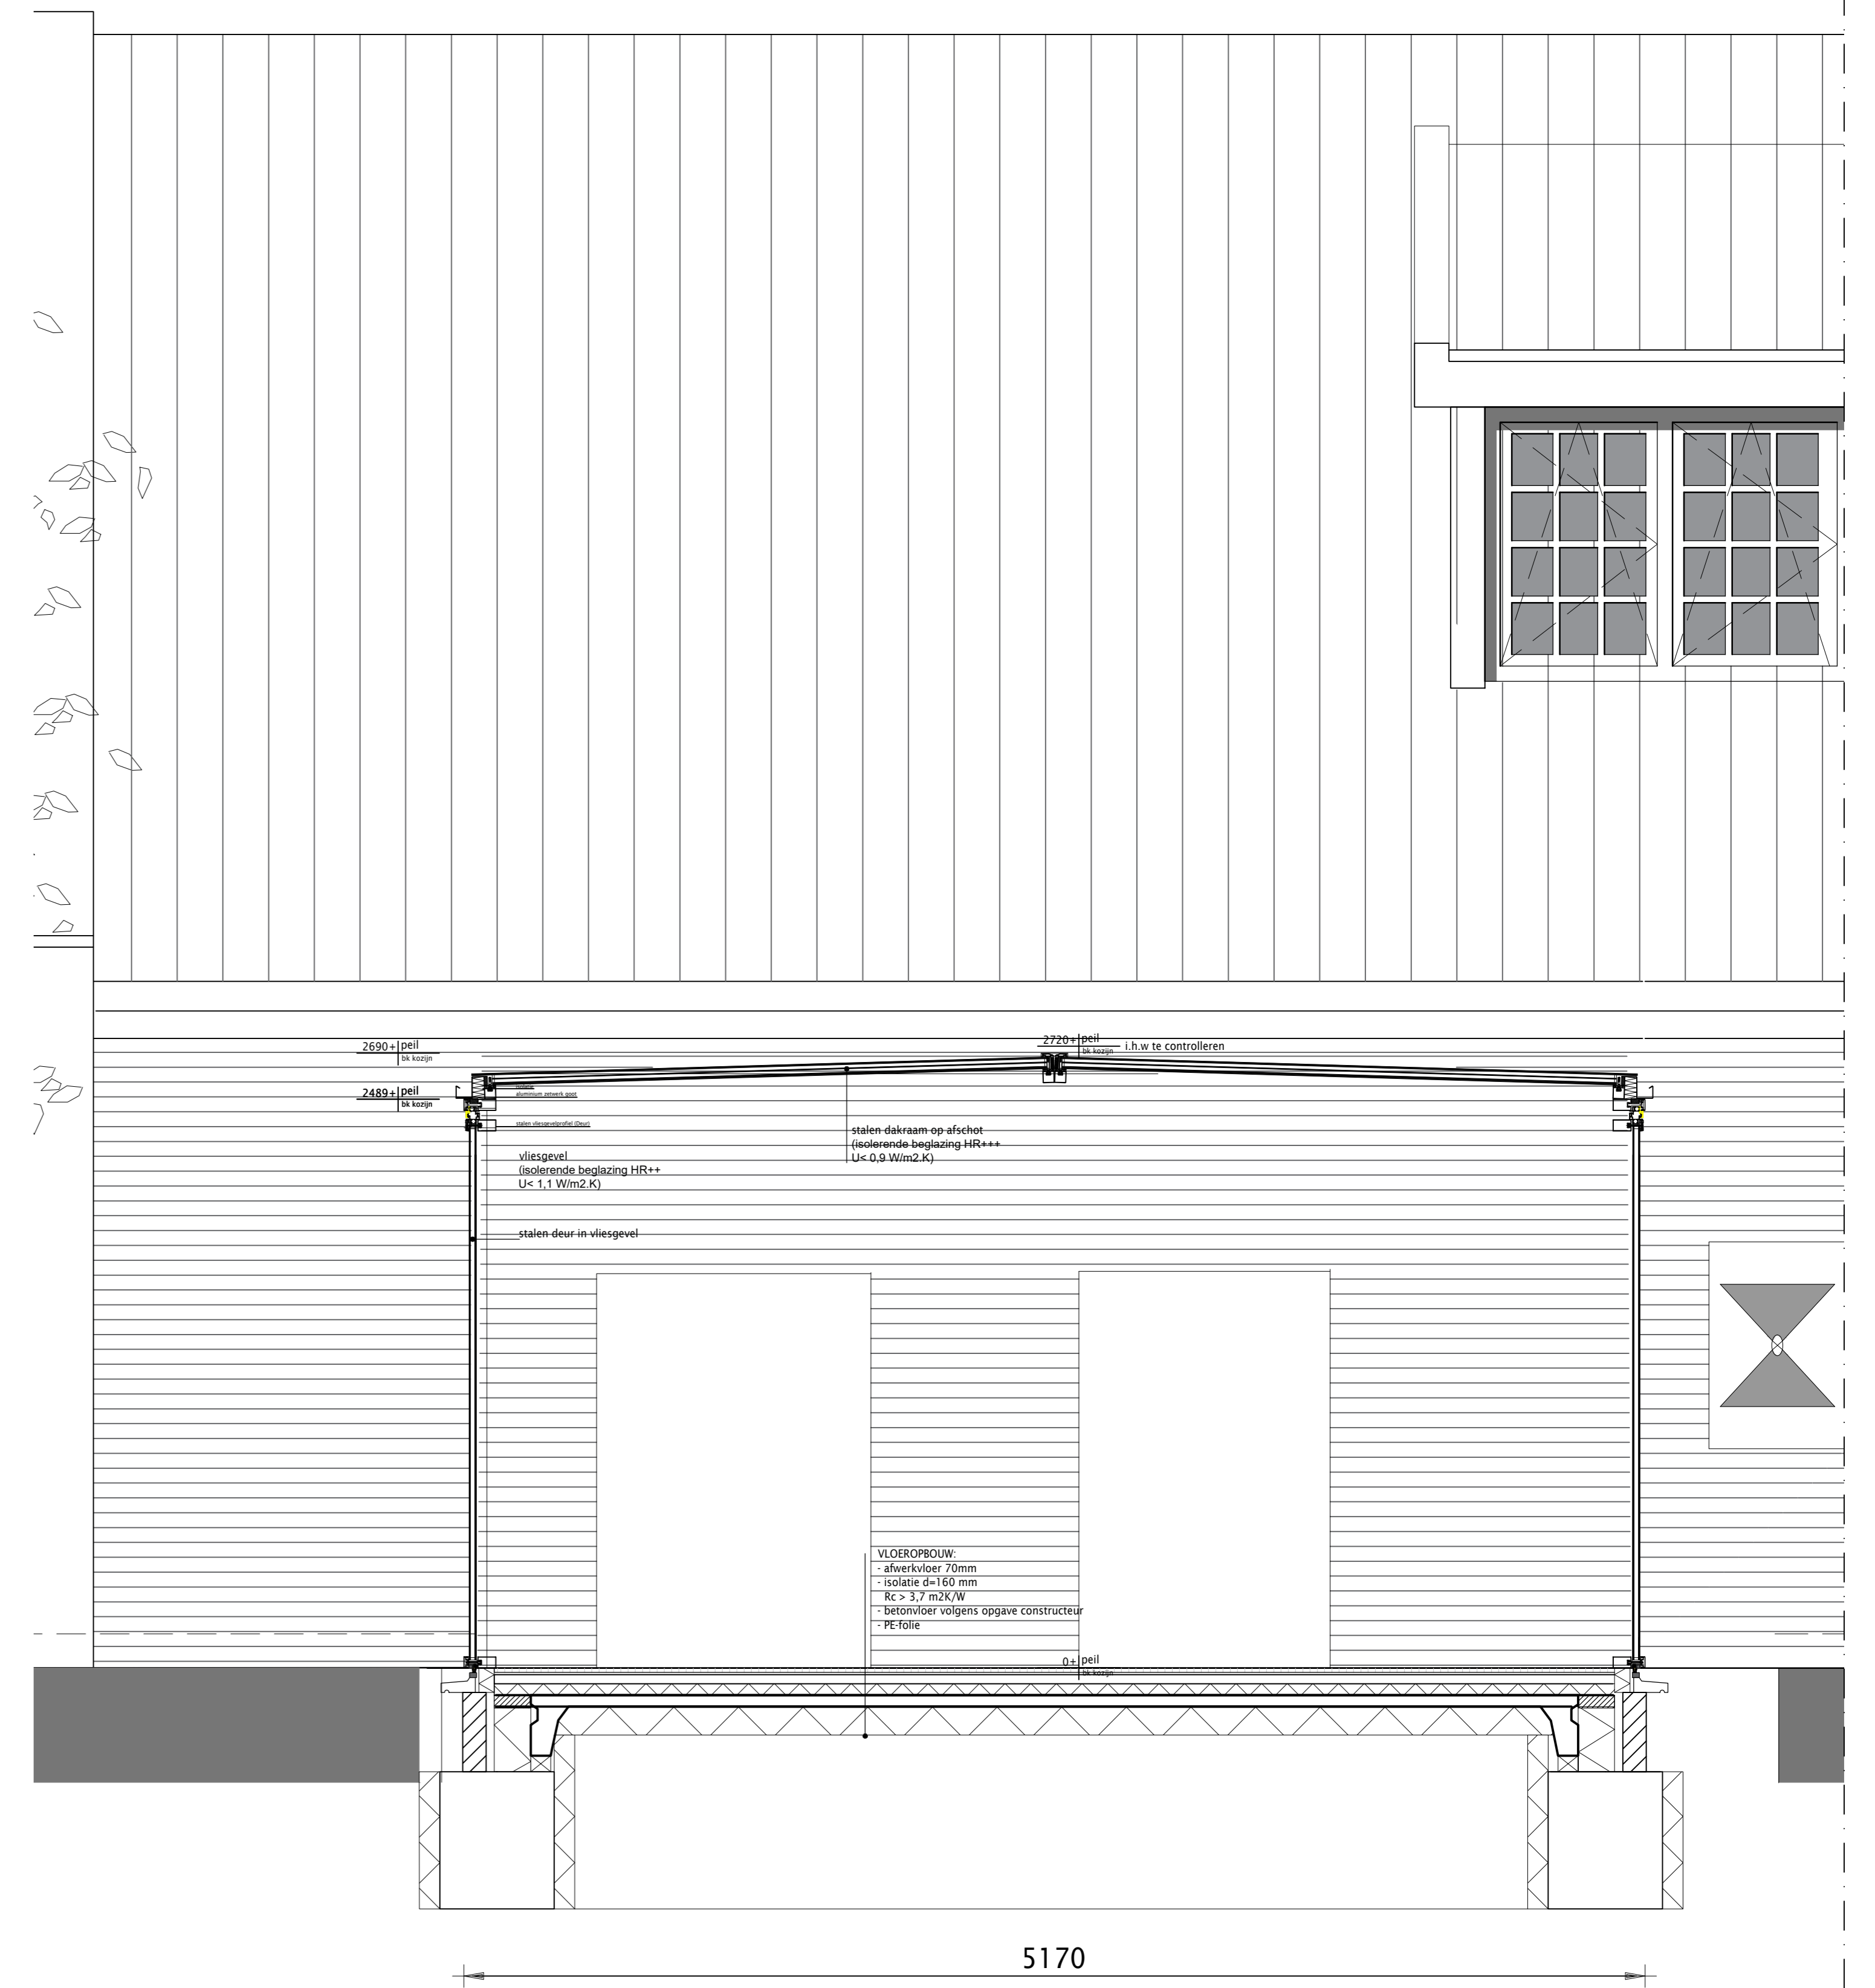 2690+ peil
bk kozijn
2720+ peil
bk kozijn
i.h.w te controlleren
2489+ peil
bk kozijn
isolatie
aluminium zetwerk goot
stalen vliesgevelprofiel (Deur)
stalen dakraam op afschot
(isolerende beglazing HR+++
U< 0,9 W/m2.K)
vliesgevel
(isolerende beglazing HR++
U< 1,1 W/m2.K)
stalen deur in vliesgevel
VLOEROPBOUW:
- afwerkvloer 70mm
- isolatie d=160 mm
Rc > 3,7 m2K/W
- betonvloer volgens opgave constructeur
- PE-folie
0+ peil
bk kozijn
5170